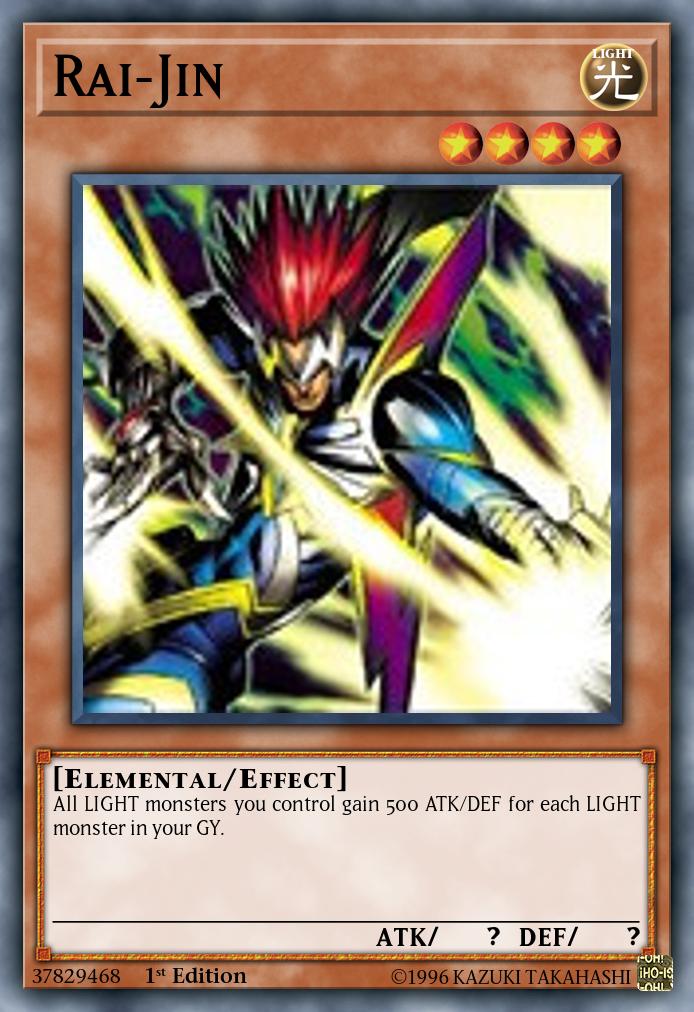 Rai-Jin
LIGHT
光
[Elemental/Effect]
All LIGHT monsters you control gain 500 ATK/DEF for each LIGHT
monster in your GY.
ATK/ ? DEF/ ?
37829468 1st Edition ©1996 KAZUKI TAKAHASHI